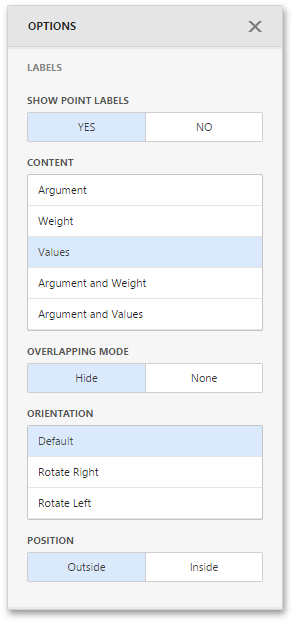 OPTIONS
LABELS
SHOW POINT LABELS
YES NO
CONTENT
Argument
Weight
Values
Argument and Weight
Argument and Values
OVERLAPPING MODE
Hide None
ORIENTATION
Default
Rotate Right
Rotate Left
POSITION
Outside Inside